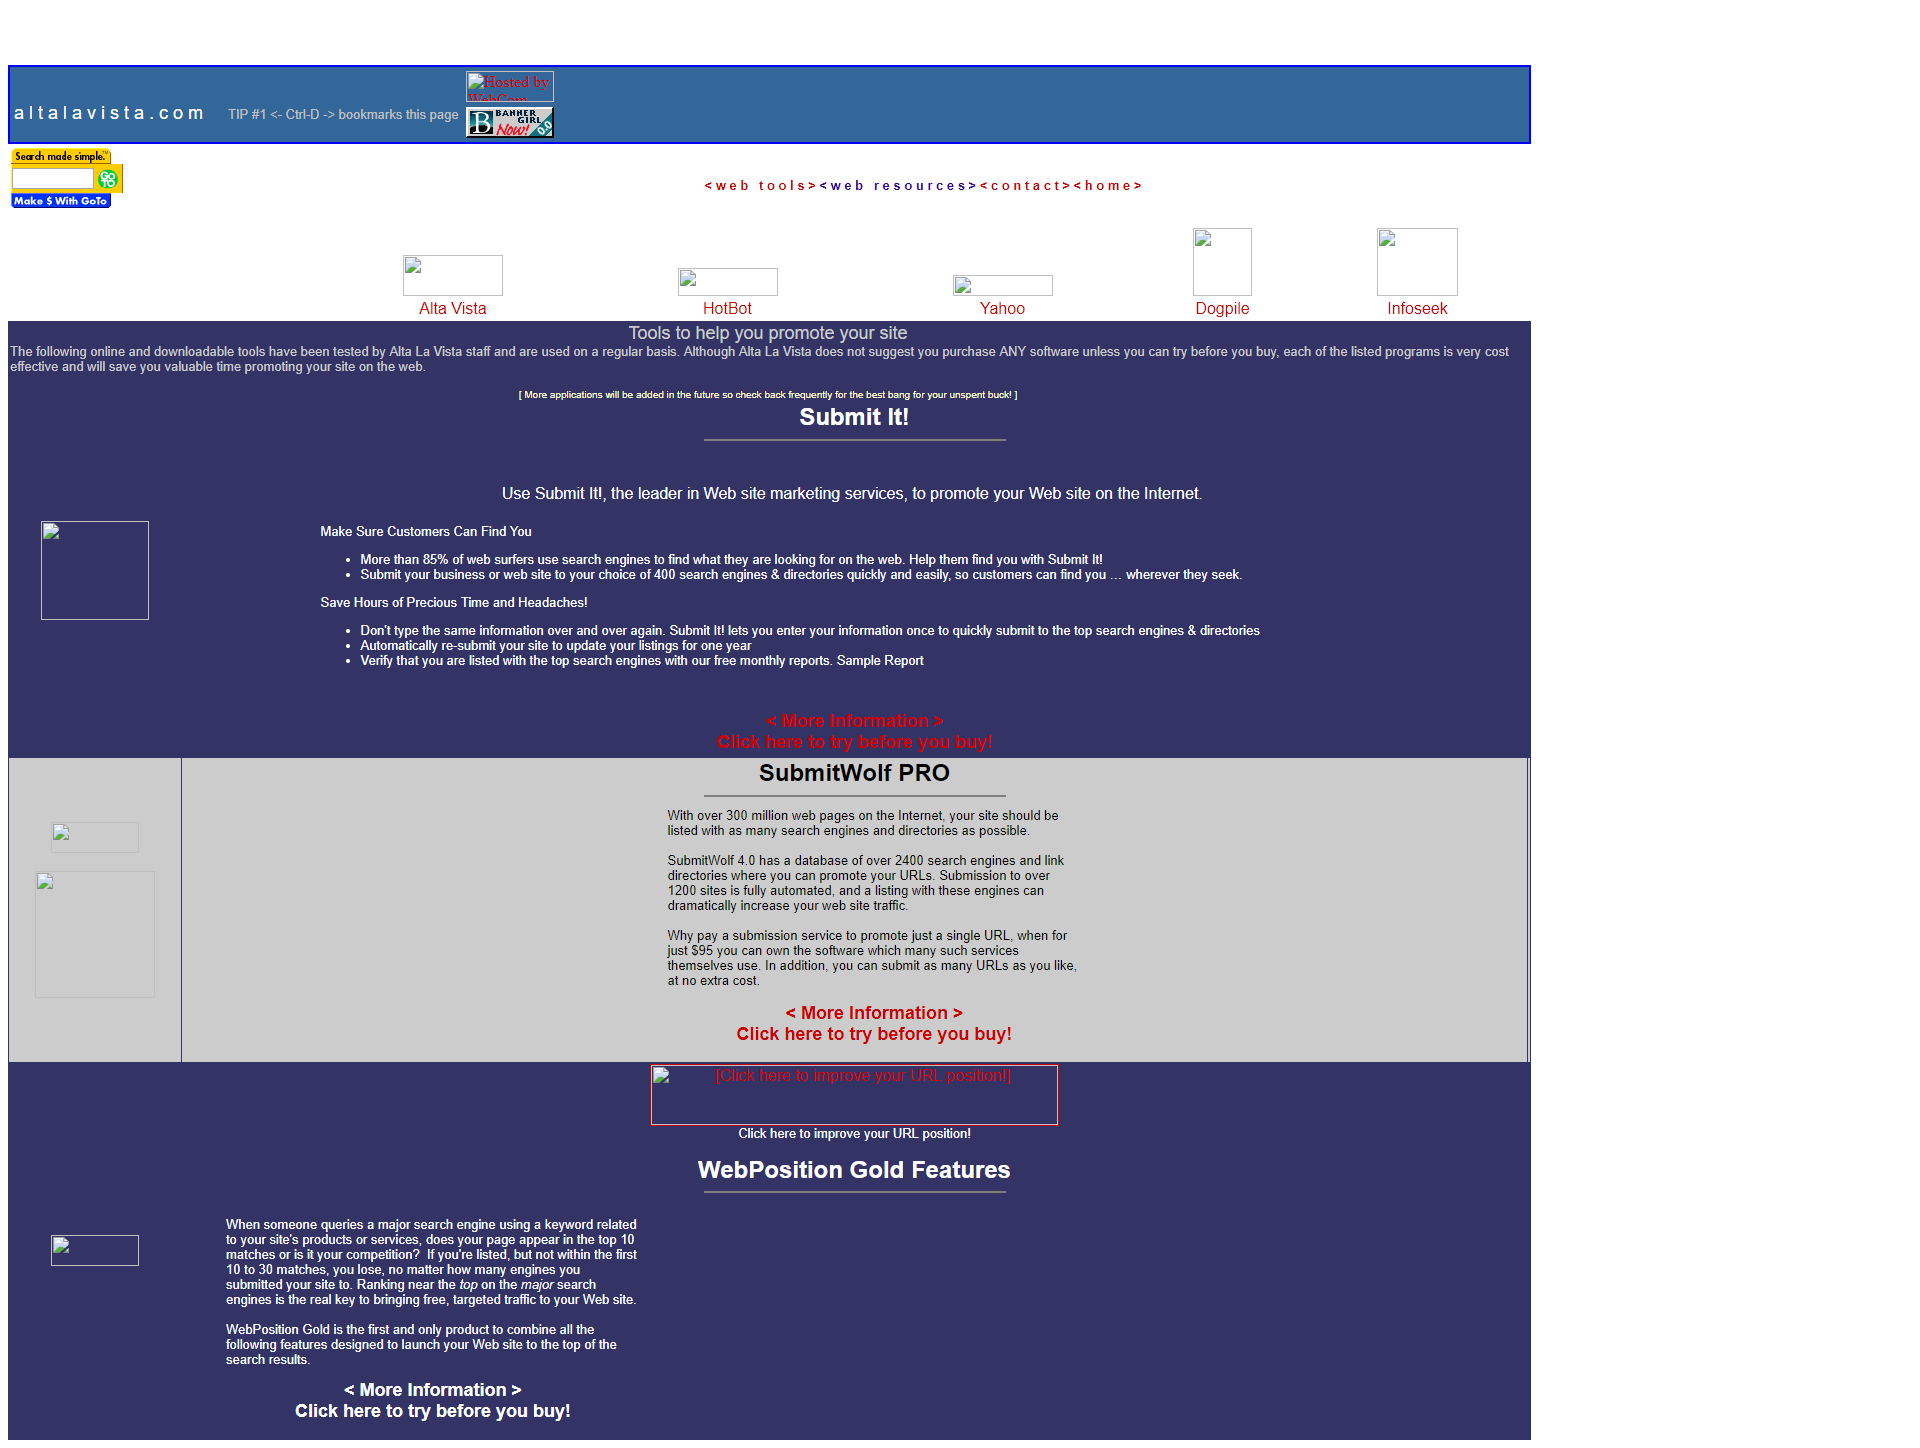 Hosted by
WebCom
altalavista.com TIP #1 <- Ctrl-D -> bookmarks this page
B BANNER GIRL Now! 0.0
Search made simple.™
GO TO
Make $ With GoTo
<web tools><web resources><contact><home>
Alta Vista HotBot Yahoo Dogpile Infoseek
Tools to help you promote your site
The following online and downloadable tools have been tested by Alta La Vista staff and are used on a regular basis. Although Alta La Vista does not suggest you purchase ANY software unless you can try before you buy, each of the listed programs is very cost
effective and will save you valuable time promoting your site on the web.
[ More applications will be added in the future so check back frequently for the best bang for your unspent buck! ]
Submit It!
Use Submit It!, the leader in Web site marketing services, to promote your Web site on the Internet.
Make Sure Customers Can Find You
• More than 85% of web surfers use search engines to find what they are looking for on the web. Help them find you with Submit It!
• Submit your business or web site to your choice of 400 search engines & directories quickly and easily, so customers can find you ... wherever they seek.
Save Hours of Precious Time and Headaches!
• Don't type the same information over and over again. Submit It! lets you enter your information once to quickly submit to the top search engines & directories
• Automatically re-submit your site to update your listings for one year
• Verify that you are listed with the top search engines with our free monthly reports. Sample Report
< More Information >
Click here to try before you buy!
SubmitWolf PRO
With over 300 million web pages on the Internet, your site should be
listed with as many search engines and directories as possible.
SubmitWolf 4.0 has a database of over 2400 search engines and link
directories where you can promote your URLs. Submission to over
1200 sites is fully automated, and a listing with these engines can
dramatically increase your web site traffic.
Why pay a submission service to promote just a single URL, when for
just $95 you can own the software which many such services
themselves use. In addition, you can submit as many URLs as you like,
at no extra cost.
< More Information >
Click here to try before you buy!
[Click here to improve your URL position!]
Click here to improve your URL position!
WebPosition Gold Features
When someone queries a major search engine using a keyword related
to your site's products or services, does your page appear in the top 10
matches or is it your competition? If you're listed, but not within the first
10 to 30 matches, you lose, no matter how many engines you
submitted your site to. Ranking near the top on the major search
engines is the real key to bringing free, targeted traffic to your Web site.
WebPosition Gold is the first and only product to combine all the
following features designed to launch your Web site to the top of the
search results.
< More Information >
Click here to try before you buy!